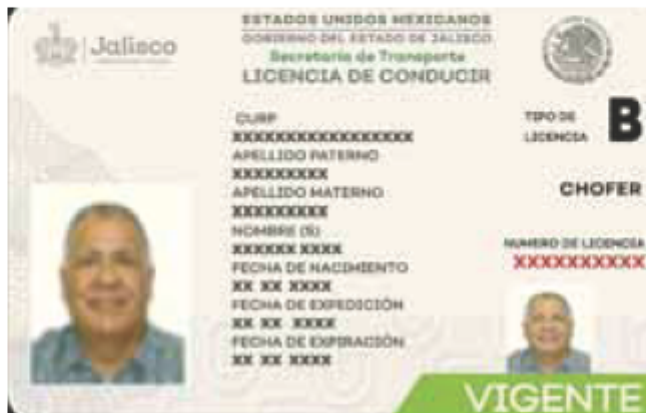 Jalisco
ESTADOS UNIDOS MEXICANOS
GOBIERNO DEL ESTADO DE JALISCO
Secretaría de Transporte
LICENCIA DE CONDUCIR
TIPO DE
LICENCIA
B
CHOFER
NUMERO DE LICENCIA
XXXXXXXXXX
CURP
XXXXXXXXXXXXXXXXXX
APELLIDO PATERNO
XXXXXXXXX
APELLIDO MATERNO
XXXXXXXXX
NOMBRE (S)
XXXXXX XXXX
FECHA DE NACIMIENTO
XX XX XXXX
FECHA DE EXPEDICIÓN
XX XX XXXX
FECHA DE EXPIRACIÓN
XX XX XXXX
VIGENTE